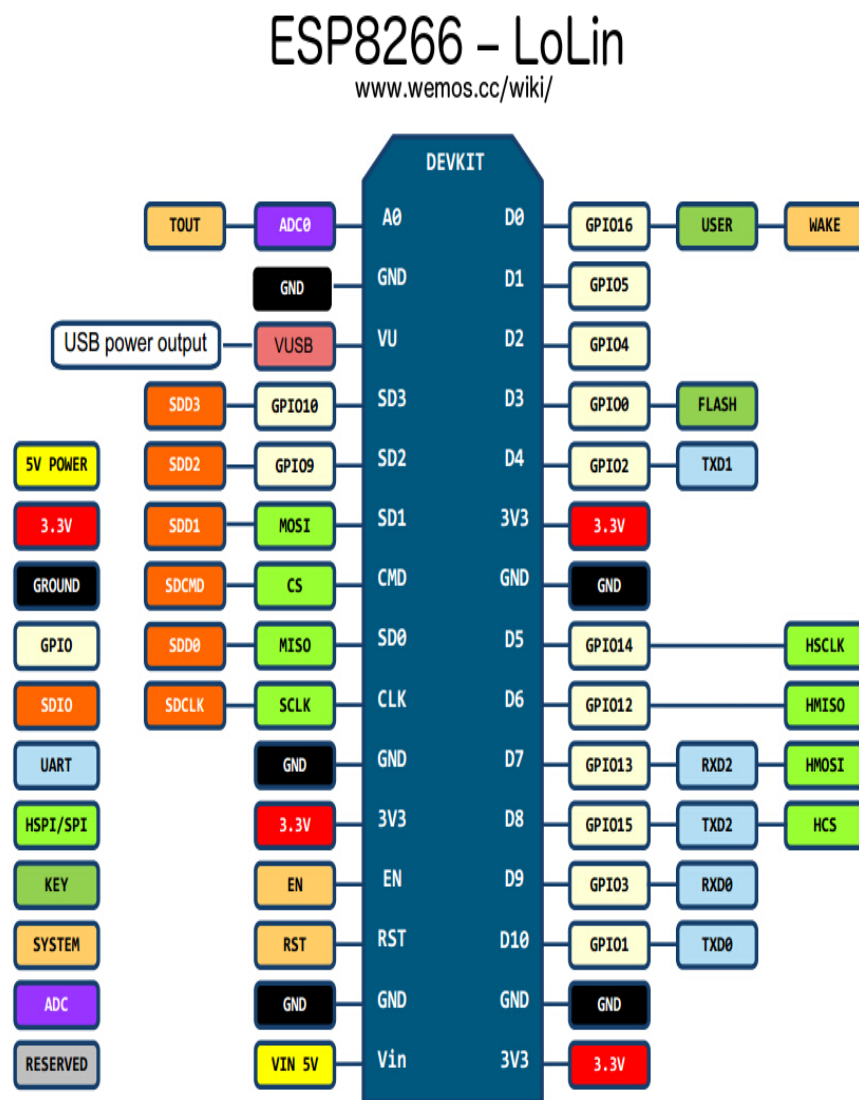 ESP8266 – LoLin
www.wemos.cc/wiki/
DEVKIT
TOUT ADC0 A0 D0 GPIO16 USER WAKE
GND GND D1 GPIO5
USB power output VUSB VU D2 GPIO4
SDD3 GPIO10 SD3 D3 GPIO0 FLASH
5V POWER SDD2 GPIO9 SD2 D4 GPIO2 TXD1
3.3V SDD1 MOSI SD1 3V3 3.3V
GROUND SDCMD CS CMD GND GND
GPIO SDD0 MISO SD0 D5 GPIO14 HSCLK
SDIO SDCLK SCLK CLK D6 GPIO12 HMISO
UART GND GND D7 GPIO13 RXD2 HMOSI
HSPI/SPI 3.3V 3V3 D8 GPIO15 TXD2 HCS
KEY EN EN D9 GPIO3 RXD0
SYSTEM RST RST D10 GPIO1 TXD0
ADC GND GND GND GND
RESERVED VIN 5V Vin 3V3 3.3V